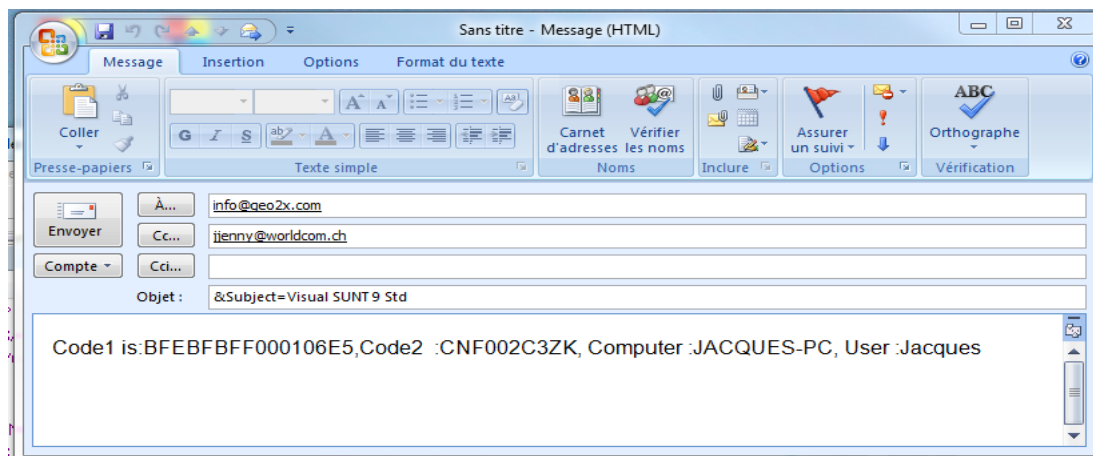 Sans titre - Message (HTML)
Message Insertion Options Format du texte
Coller
G I S ab A
Carnet d'adresses
Vérifier les noms
Assurer un suivi
ABC
Orthographe
Presse-papiers Texte simple Noms Inclure Options Vérification
Envoyer
À... info@geo2x.com
Cc... jjenny@worldcom.ch
Compte Cci...
Objet : &Subject=Visual SUNT 9 Std
Code1 is:BFEBFBFF000106E5,Code2 :CNF002C3ZK, Computer :JACQUES-PC, User :Jacques